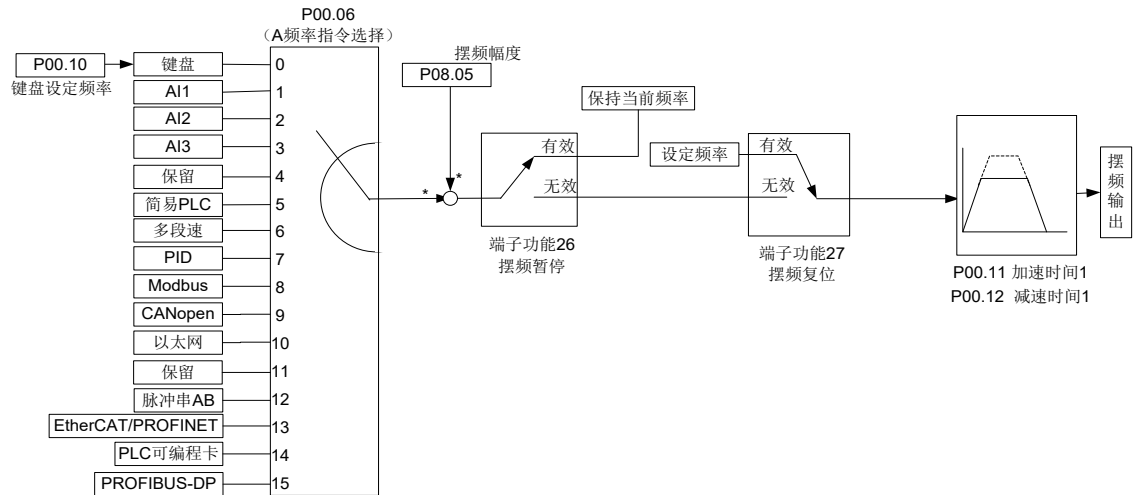 P00.06
（A频率指令选择）
P00.10
键盘设定频率
键盘
0
AI1
1
AI2
2
AI3
3
保留
4
简易PLC
5
多段速
6
PID
7
Modbus
8
CANopen
9
以太网
10
保留
11
脉冲串AB
12
EtherCAT/PROFINET
13
PLC可编程卡
14
PROFIBUS-DP
15
摆频幅度
P08.05
*
*
保持当前频率
有效
无效
端子功能26
摆频暂停
设定频率
有效
无效
端子功能27
摆频复位
P00.11 加速时间1
P00.12 减速时间1
摆频输出